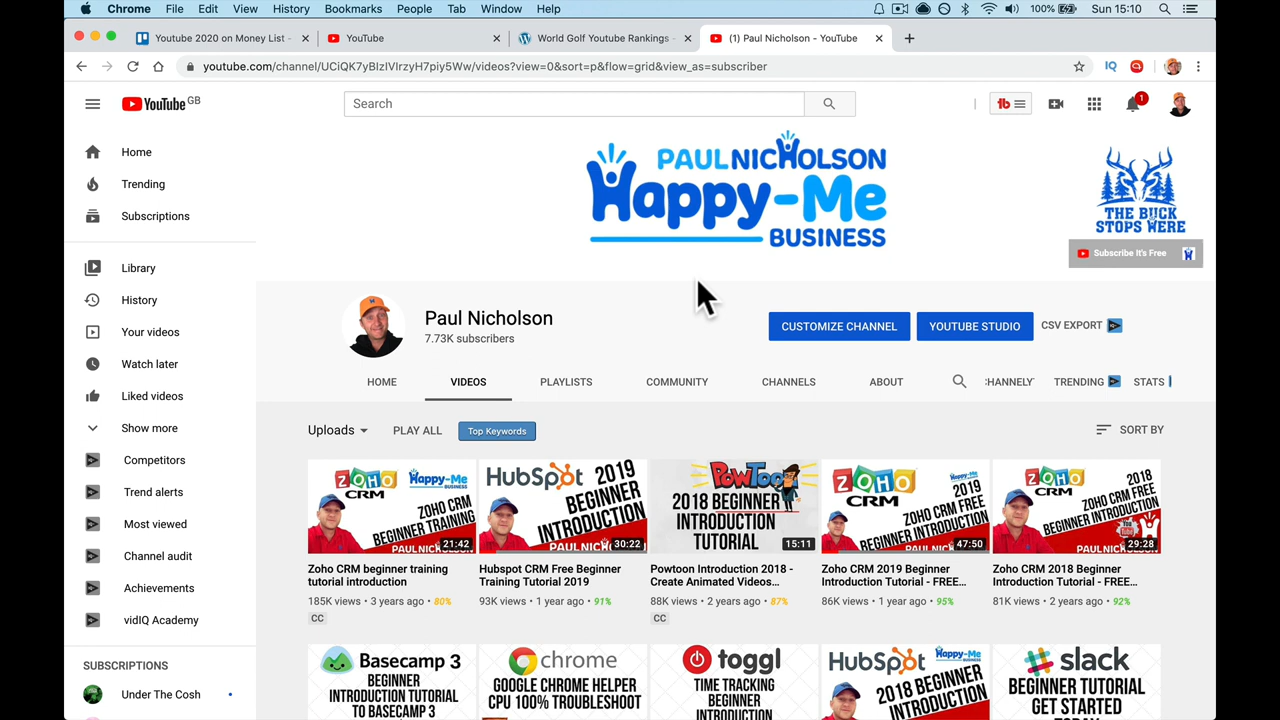 Chrome File Edit View History Bookmarks People Tab Window Help 100% Sun 15:10
Youtube 2020 on Money List - × YouTube × World Golf Youtube Rankings - × (1) Paul Nicholson - YouTube × +
youtube.com/channel/UCiQK7yBIzIVIrzyH7piy5Ww/videos?view=0&sort=p&flow=grid&view_as=subscriber IQ
YouTube GB
Search
tb
1
Home
Trending
Subscriptions
Library
History
Your videos
Watch later
Liked videos
Show more
Competitors
Trend alerts
Most viewed
Channel audit
Achievements
vidIQ Academy
SUBSCRIPTIONS
Under The Cosh
PAUL NICHOLSON
Happy-Me
BUSINESS
THE BUCK
STOPS WERE
Subscribe It's Free
Paul Nicholson
7.73K subscribers
CUSTOMIZE CHANNEL YOUTUBE STUDIO CSV EXPORT
HOME VIDEOS PLAYLISTS COMMUNITY CHANNELS ABOUT :HANNELY TRENDING STATS
Uploads PLAY ALL Top Keywords SORT BY
ZOHO
CRM
Happy-Me
BUSINESS
ZOHO CRM
BEGINNER TRAINING
21:42
Zoho CRM beginner training
tutorial introduction
185K views • 3 years ago • 80%
CC
HubSpot
2019
BEGINNER
INTRODUCTION
30:22
Hubspot CRM Free Beginner
Training Tutorial 2019
93K views • 1 year ago • 91%
PowToo
2018 BEGINNER
INTRODUCTION
TUTORIAL
15:11
Powtoon Introduction 2018 -
Create Animated Videos...
88K views • 2 years ago • 87%
CC
ZOHO
CRM
2019
ZOHO CRM FREE
BEGINNER INTRODUCTION
47:50
Zoho CRM 2019 Beginner
Introduction Tutorial - FREE...
86K views • 1 year ago • 95%
ZOHO
CRM
2018
ZOHO CRM FREE
BEGINNER INTRODUCTION
29:28
Zoho CRM 2018 Beginner
Introduction Tutorial - FREE...
81K views • 2 years ago • 92%
Basecamp 3
BEGINNER
INTRODUCTION TUTORIAL
TO BASECAMP 3
chrome
GOOGLE CHROME HELPER
CPU 100% TROUBLESHOOT
toggl
TIME TRACKING
BEGINNER
INTRODUCTION
HubSpot
Happy-Me
BUSINESS
2018 BEGINNER
INTRODUCTION
slack
BEGINNER TUTORIAL
GET STARTED
TODAY